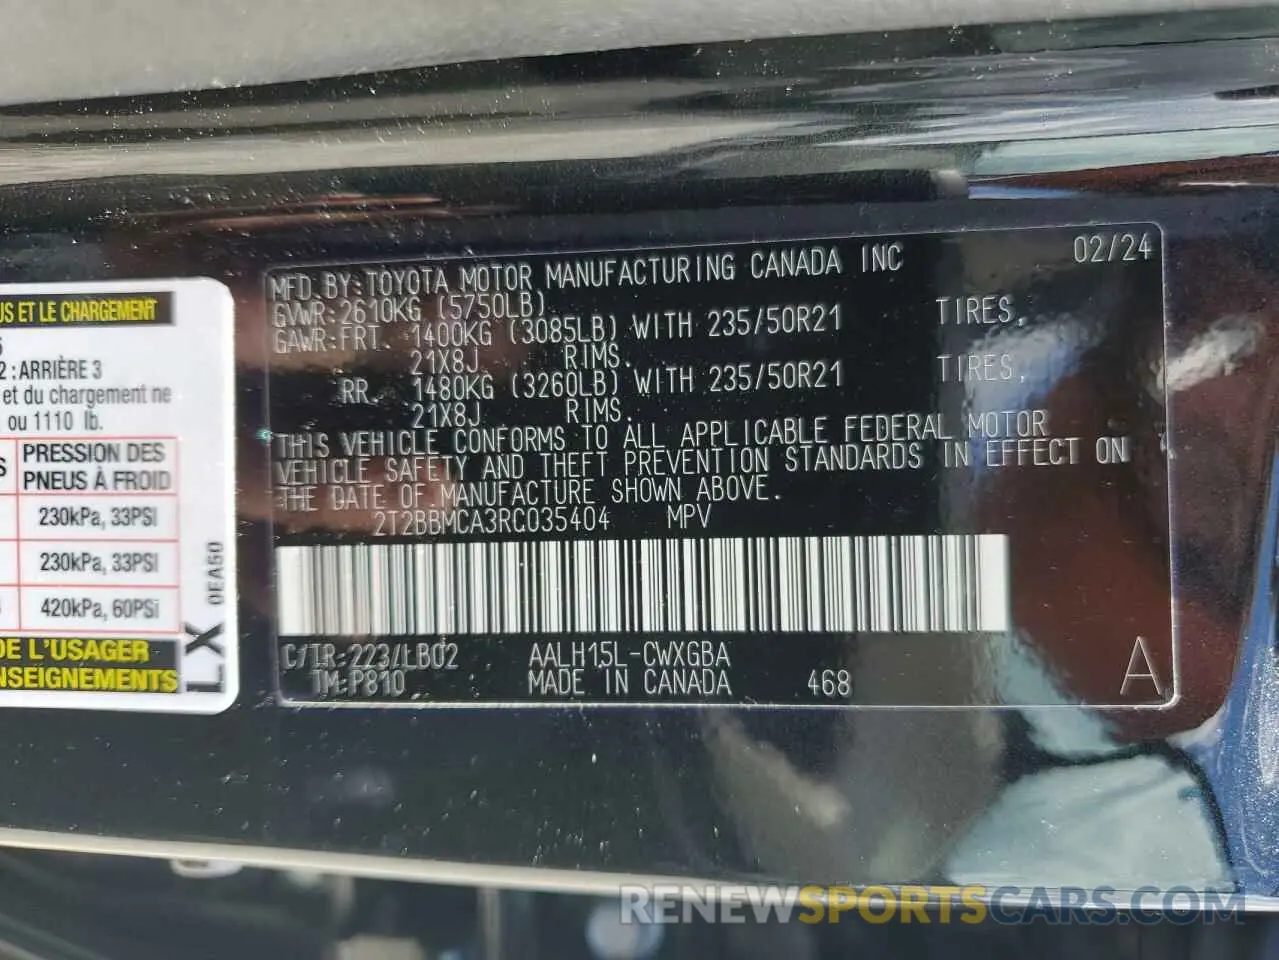 US ET LE CHARGEMENT
2 : ARRIÈRE 3
et du chargement ne
ou 1110 lb.
PRESSION DES
PNEUS À FROID
230kPa, 33PSI
230kPa, 33PSI
420kPa, 60PSi
DE L'USAGER
NSEIGNEMENTS
LX
0EA60
MFD.BY:TOYOTA MOTOR MANUFACTURING CANADA INC 02/24
GVWR:2610KG (5750LB)
GAWR:FRT. 1400KG (3085LB) WITH 235/50R21 TIRES,
21X8J RIMS.
RR. 1480KG (3260LB) WITH 235/50R21 TIRES,
21X8J RIMS.
THIS VEHICLE CONFORMS TO ALL APPLICABLE FEDERAL MOTOR
VEHICLE SAFETY AND THEFT PREVENTION STANDARDS IN EFFECT ON
THE DATE OF MANUFACTURE SHOWN ABOVE.
2T2BBMCA3RC035404 MPV
C/TR:223/LB02 AALH15L-CWXGBA
TM:P810 MADE IN CANADA 468 A
RENEWSPORTSCARS.COM